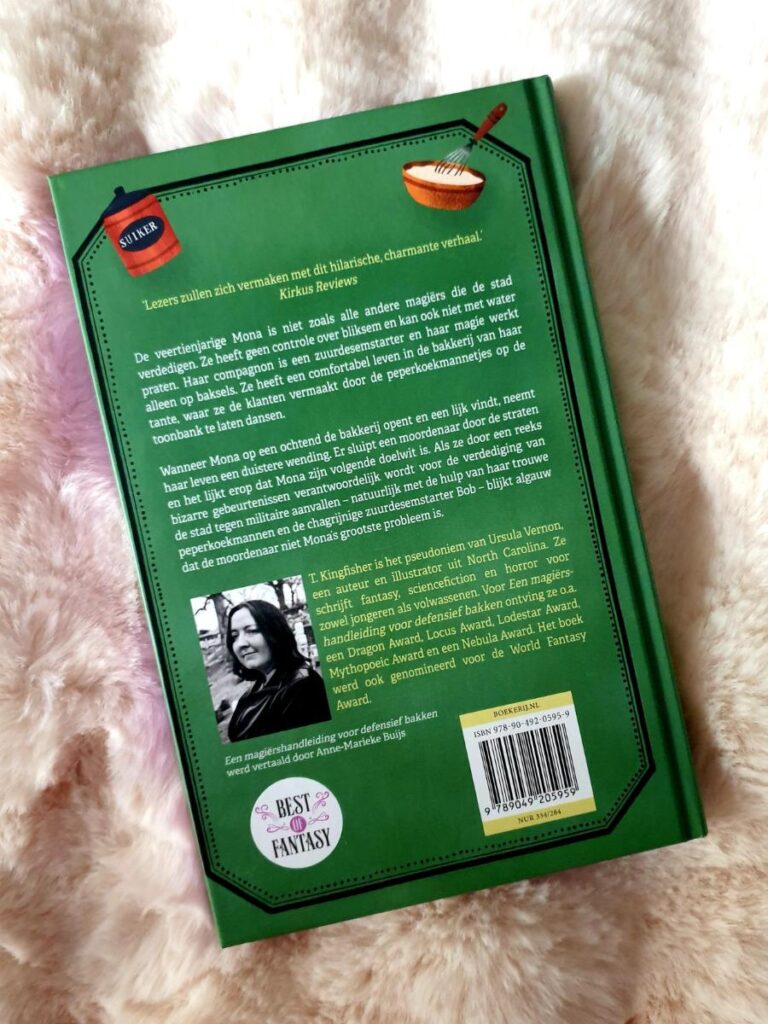 SUIKER
'Lezers zullen zich vermaken met dit hilarische, charmante verhaal.'
Kirkus Reviews
De veertienjarige Mona is niet zoals alle andere magiërs die de stad
verdedigen. Ze heeft geen controle over bliksem en kan ook niet met water
praten. Haar compagnon is een zuurdesemstarter en haar magie werkt
alleen op baksels. Ze heeft een comfortabel leven in de bakkerij van haar
tante, waar ze de klanten vermaakt door de peperkoekmannetjes op de
toonbank te laten dansen.
Wanneer Mona op een ochtend de bakkerij opent en een lijk vindt, neemt
haar leven een duistere wending. Er sluipt een moordenaar door de straten
en het lijkt erop dat Mona zijn volgende doelwit is. Als ze door een reeks
bizarre gebeurtenissen verantwoordelijk wordt voor de verdediging van
de stad tegen militaire aanvallen – natuurlijk met de hulp van haar trouwe
peperkoekmannen en de chagrijnige zuurdesemstarter Bob – blijkt algauw
dat de moordenaar niet Mona's grootste probleem is.
T. Kingfisher is het pseudoniem van Ursula Vernon,
een auteur en illustrator uit North Carolina. Ze
schrijft fantasy, sciencefiction en horror voor
zowel jongeren als volwassenen. Voor Een magiërs-
handleiding voor defensief bakken ontving ze o.a.
een Dragon Award, Locus Award, Lodestar Award,
Mythopoeic Award en een Nebula Award. Het boek
werd ook genomineerd voor de World Fantasy
Award.
Een magiërshandleiding voor defensief bakken
werd vertaald door Anne-Marieke Buijs
BEST
OF
FANTASY
BOEKERIJ.NL
ISBN 978-90-492-0595-9
9 789049 205959
NUR 334/284